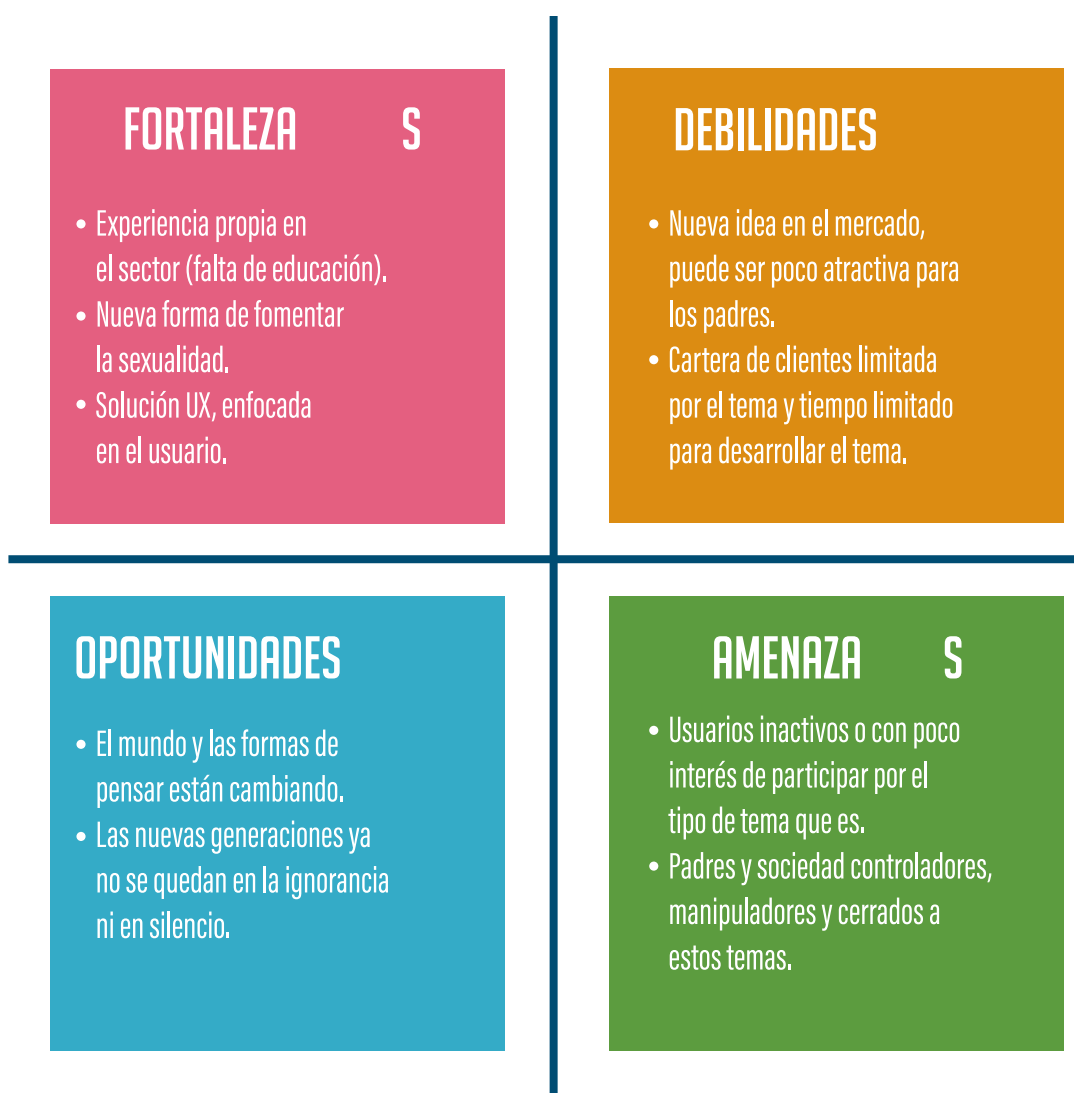 FORTALEZA S
• Experiencia propia en
el sector (falta de educación).
• Nueva forma de fomentar
la sexualidad.
• Solución UX, enfocada
en el usuario.
DEBILIDADES
• Nueva idea en el mercado,
puede ser poco atractiva para
los padres.
• Cartera de clientes limitada
por el tema y tiempo limitado
para desarrollar el tema.
OPORTUNIDADES
• El mundo y las formas de
pensar están cambiando.
• Las nuevas generaciones ya
no se quedan en la ignorancia
ni en silencio.
AMENAZA S
• Usuarios inactivos o con poco
interés de participar por el
tipo de tema que es.
• Padres y sociedad controladores,
manipuladores y cerrados a
estos temas.